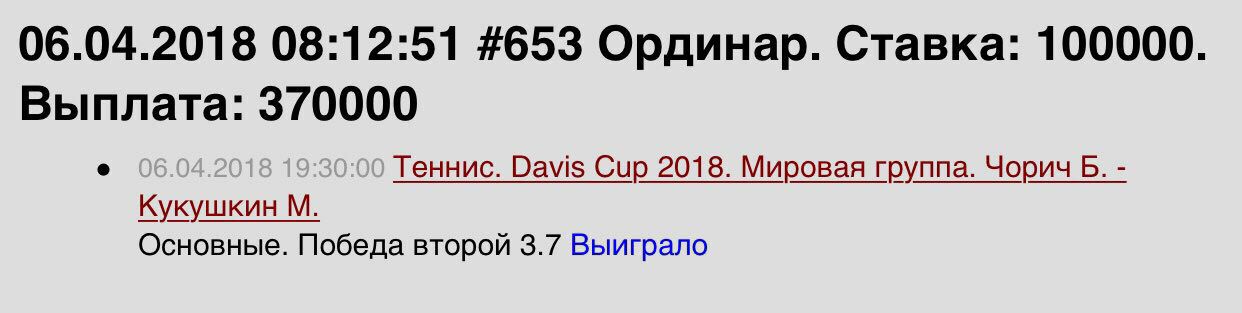 06.04.2018 08:12:51 #653 Ординар. Ставка: 100000.
Выплата: 370000
06.04.2018 19:30:00 Теннис. Davis Cup 2018. Мировая группа. Чорич Б. -
Кукушкин М.
Основные. Победа второй 3.7 Выиграло